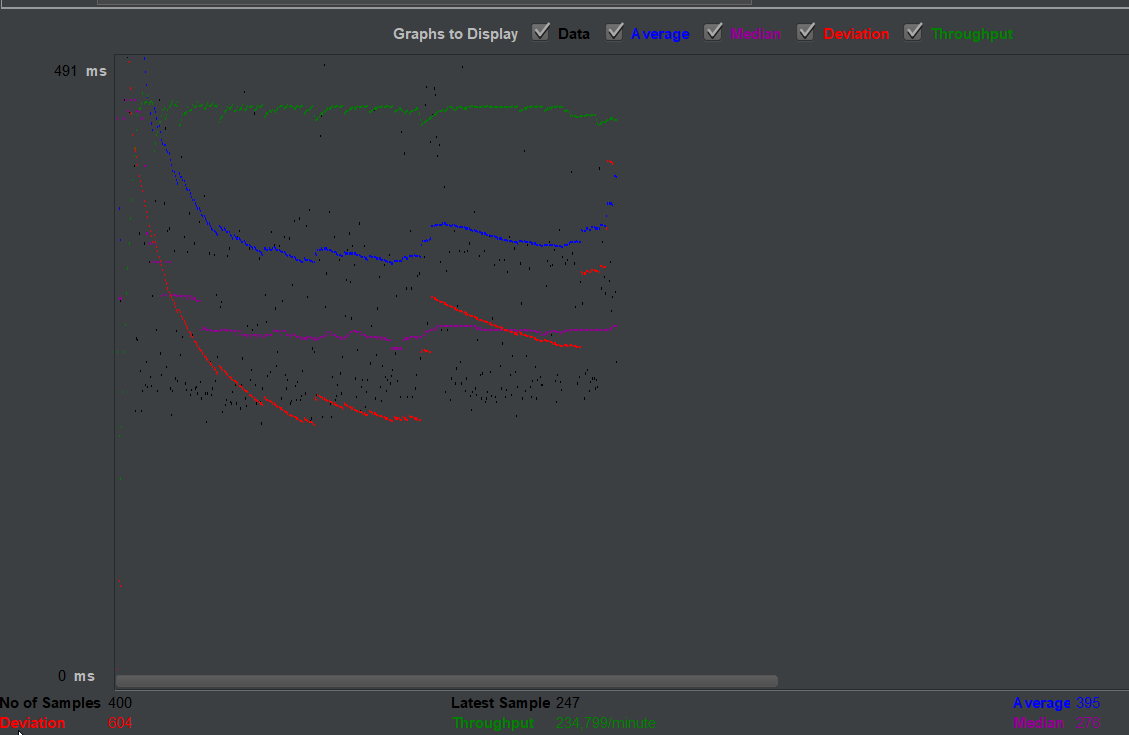 Graphs to Display Data Average Median Deviation Throughput
491 ms
0 ms
No of Samples 400 Latest Sample 247 Average 395
Deviation 604 Throughput 234,799/minute Median 270